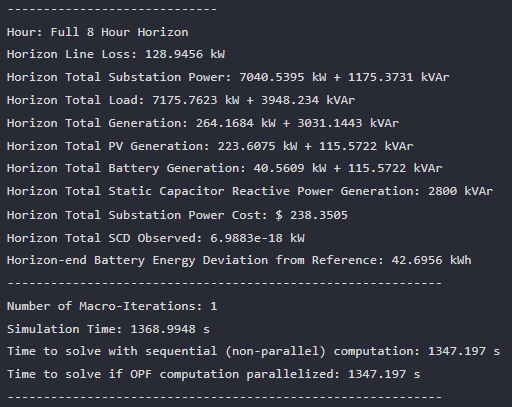 -----------------------------
Hour: Full 8 Hour Horizon
Horizon Line Loss: 128.9456 kW
Horizon Total Substation Power: 7040.5395 kW + 1175.3731 kVAr
Horizon Total Load: 7175.7623 kW + 3948.234 kVAr
Horizon Total Generation: 264.1684 kW + 3031.1443 kVAr
Horizon Total PV Generation: 223.6075 kW + 115.5722 kVAr
Horizon Total Battery Generation: 40.5609 kW + 115.5722 kVAr
Horizon Total Static Capacitor Reactive Power Generation: 2800 kVAr
Horizon Total Substation Power Cost: $ 238.3505
Horizon Total SCD Observed: 6.9883e-18 kW
Horizon-end Battery Energy Deviation from Reference: 42.6956 kWh
------------------------------------------------------------
Number of Macro-Iterations: 1
Simulation Time: 1368.9948 s
Time to solve with sequential (non-parallel) computation: 1347.197 s
Time to solve if OPF computation parallelized: 1347.197 s
------------------------------------------------------------